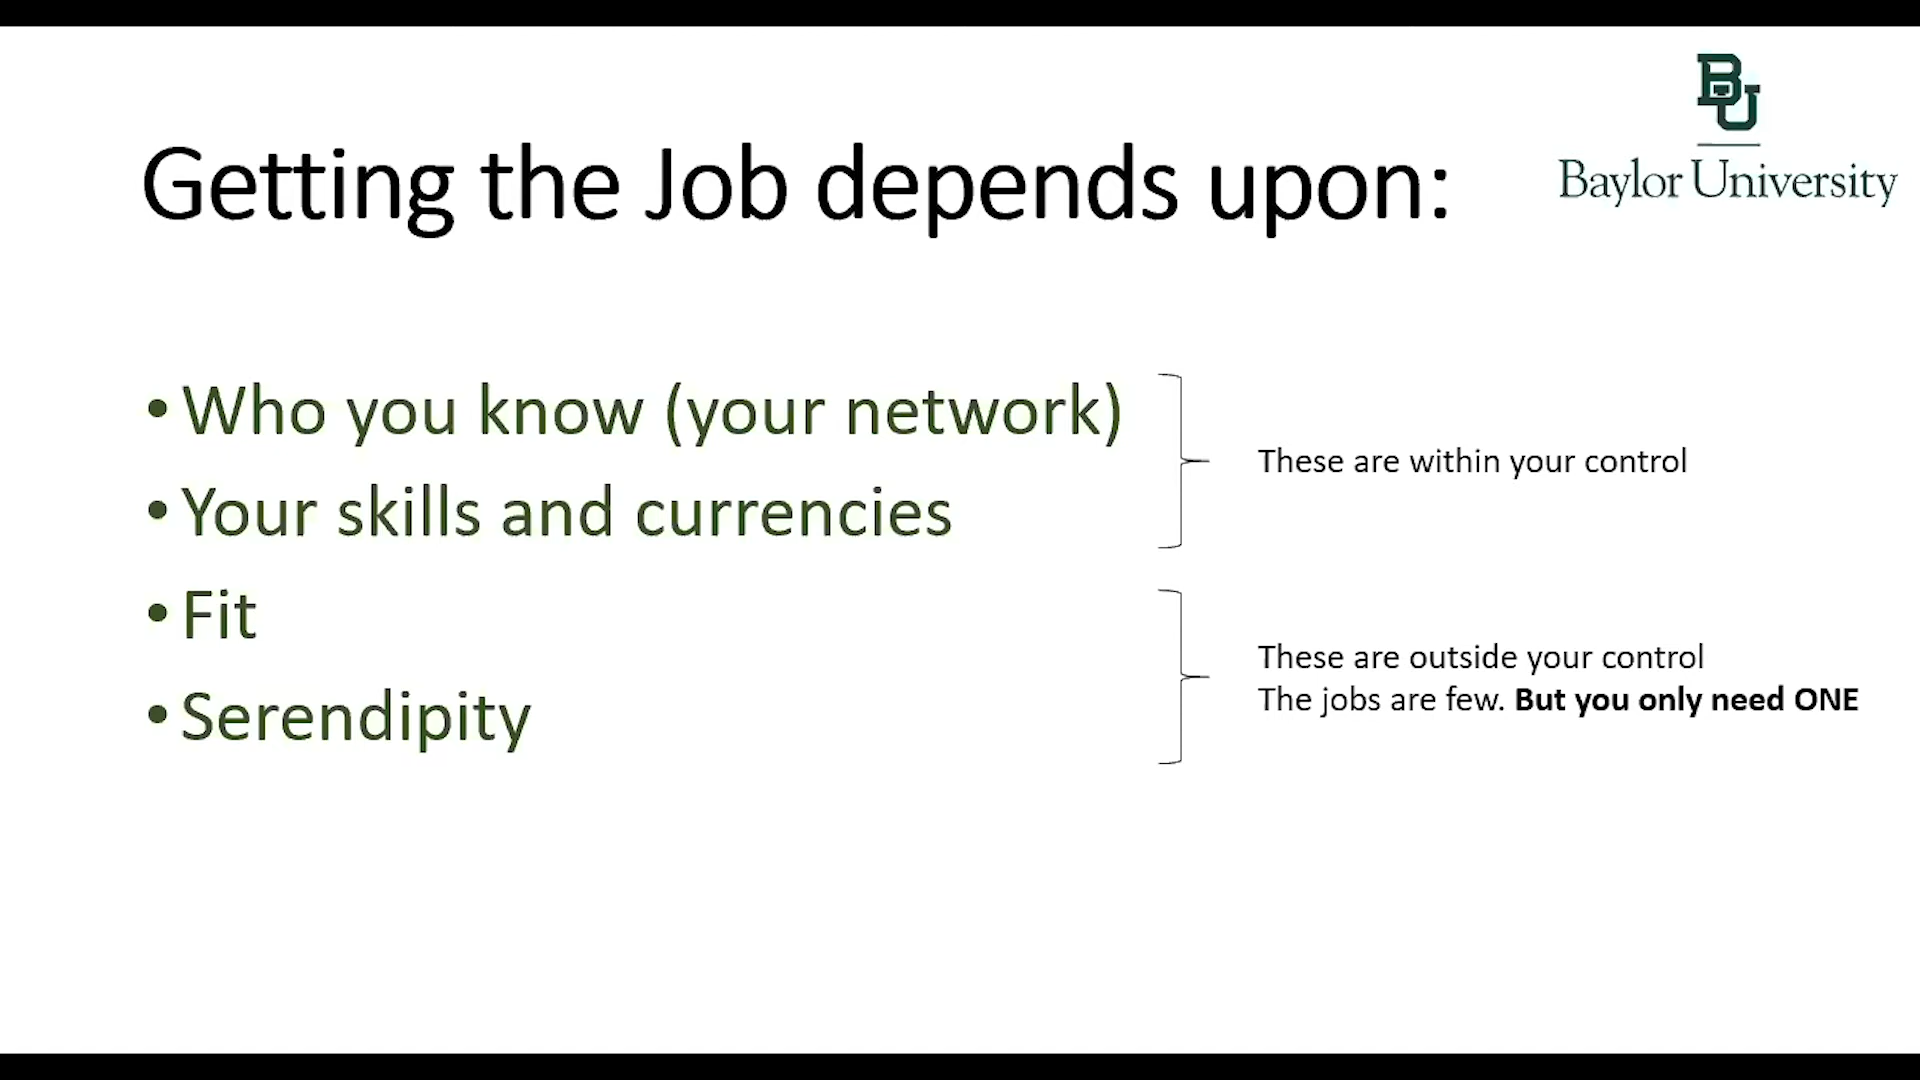 BU
Baylor University
Getting the Job depends upon:
• Who you know (your network)
• Your skills and currencies
These are within your control
• Fit
• Serendipity
These are outside your control
The jobs are few. But you only need ONE